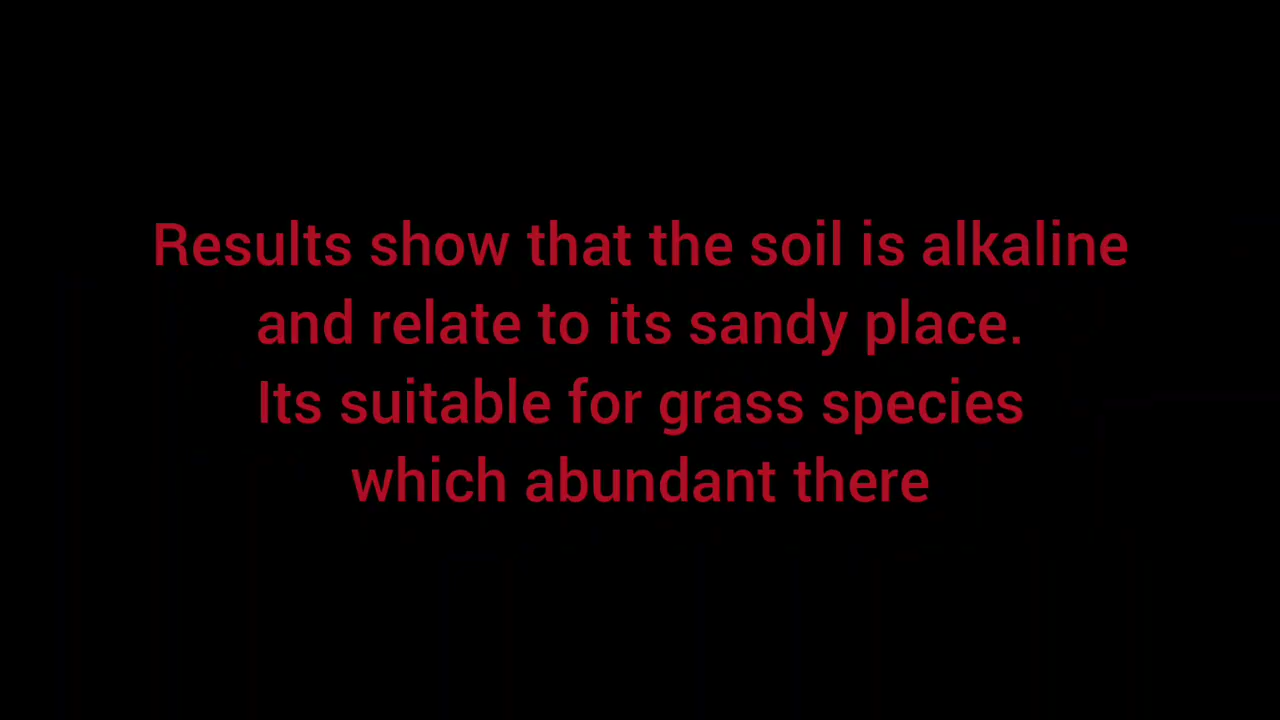 Results show that the soil is alkaline
and relate to its sandy place.
Its suitable for grass species
which abundant there